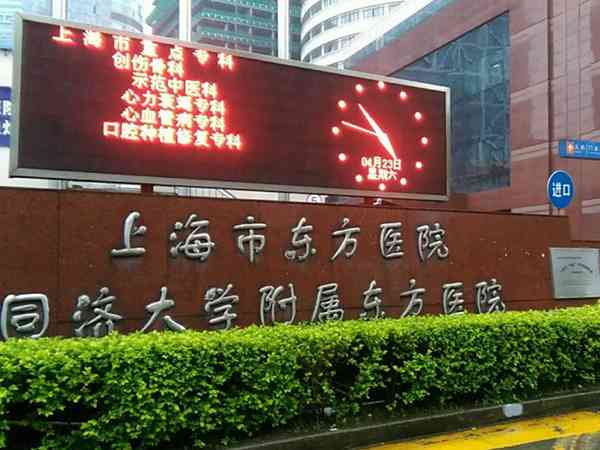 上海市重点专科
创伤骨科
示范中医科
心力衰竭专科
心血管病专科
口腔种植修复专科
04月23日
星期六
进口
上海市东方医院
同济大学附属东方医院